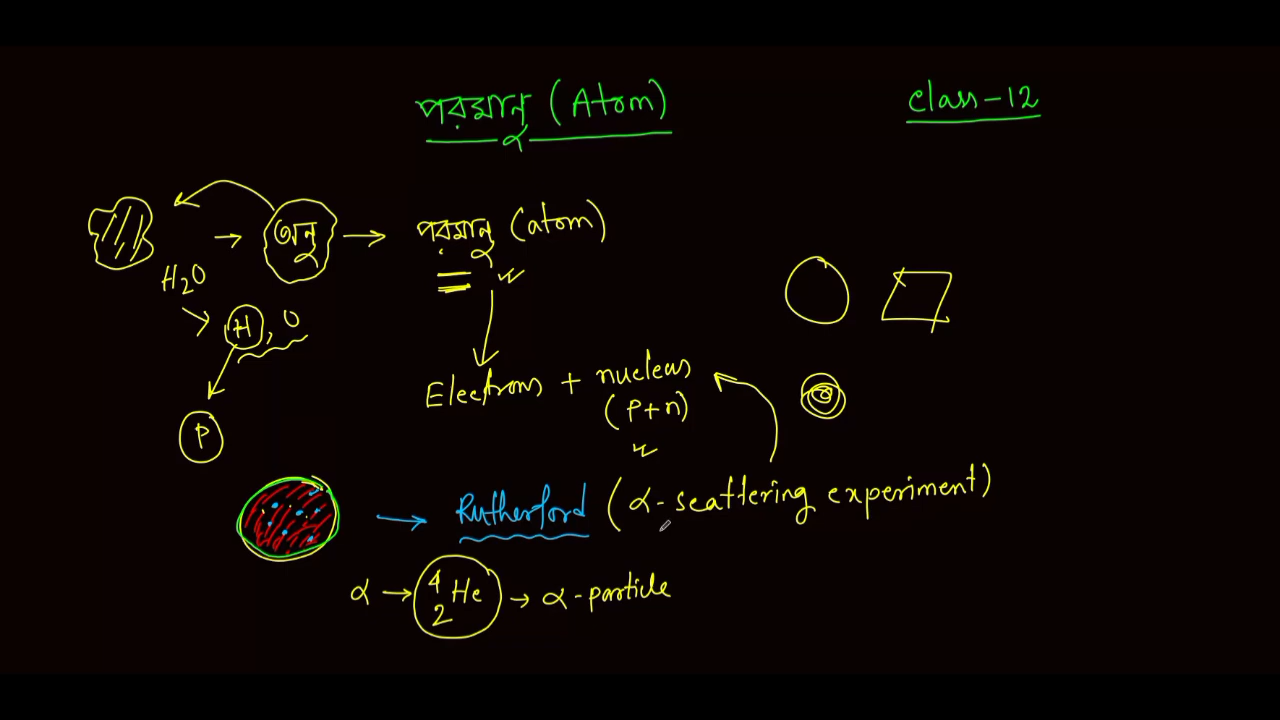 পরমানু (Atom)
class-12
অনু → পরমানু (atom)
H2O
> H, O
P
Electrons + nucleus
(P+n)
→ Rutherford (α-scattering experiment)
α → 4 2 He → α-particle